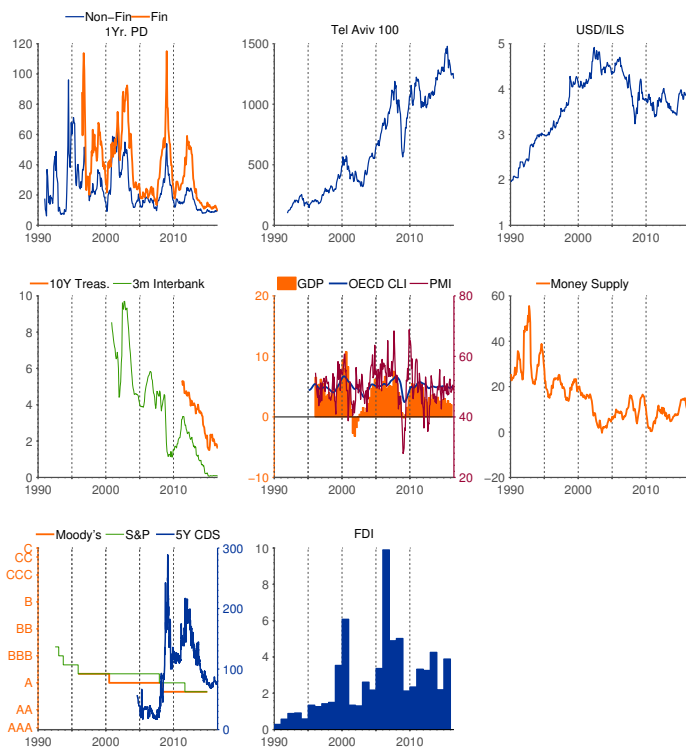 Non-Fin Fin
1Yr. PD
120
100
80
60
40
20
0
1990 2000 2010
Tel Aviv 100
1500
1000
500
0
1990 2000 2010
USD/ILS
5
4
3
2
1
1990 2000 2010
10Y Treas. 3m Interbank
10
8
6
4
2
0
1990 2000 2010
GDP OECD CLI PMI
20 80
10 60
0 40
−10 20
1990 2000 2010
Money Supply
60
40
20
0
−20
1990 2000 2010
Moody's S&P 5Y CDS
C 300
CC
CCC
B 200
BB
BBB
A 100
AA
AAA 0
1990 2000 2010
FDI
10
8
6
4
2
0
1990 2000 2010